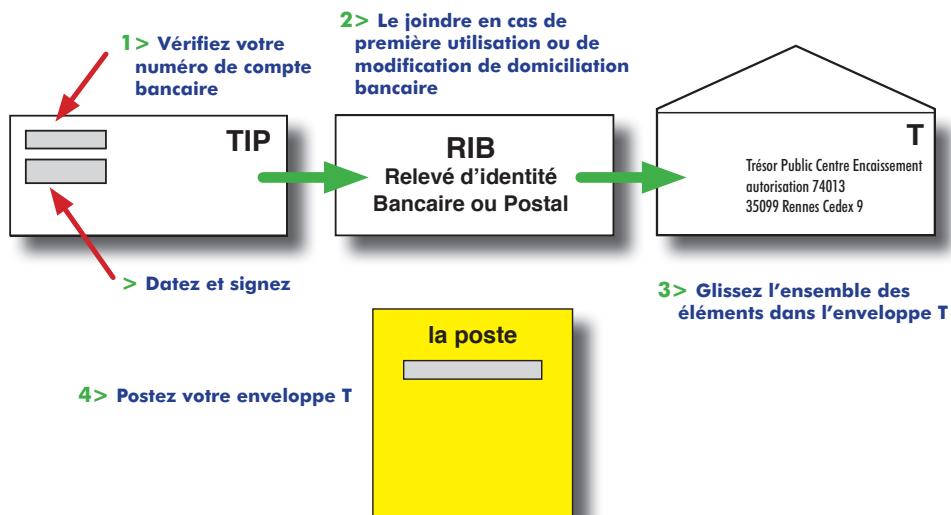 1> Vérifiez votre
numéro de compte
bancaire
TIP
> Datez et signez
2> Le joindre en cas de
première utilisation ou de
modification de domiciliation
bancaire
RIB
Relevé d'identité
Bancaire ou Postal
T
Trésor Public Centre Encaissement
autorisation 74013
35099 Rennes Cedex 9
3> Glissez l'ensemble des
éléments dans l'enveloppe T
la poste
4> Postez votre enveloppe T